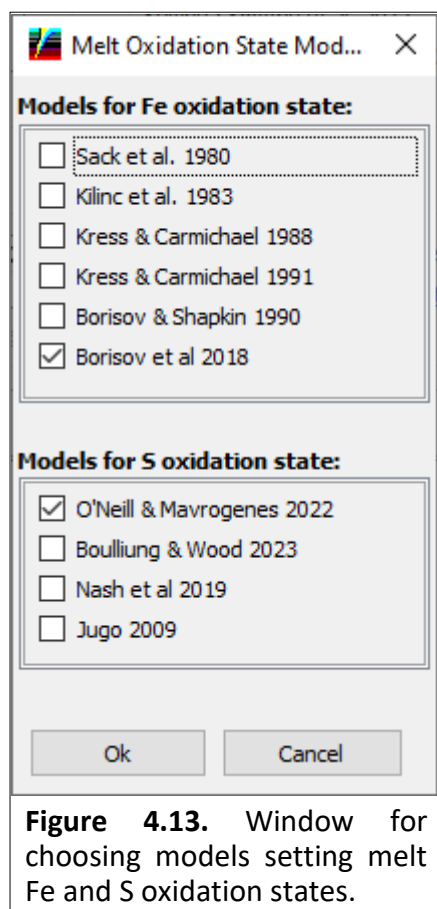 Melt Oxidation State Mod...
Models for Fe oxidation state:
Sack et al. 1980
Kilinc et al. 1983
Kress & Carmichael 1988
Kress & Carmichael 1991
Borisov & Shapkin 1990
Borisov et al 2018
Models for S oxidation state:
O'Neill & Mavrogenes 2022
Boulliung & Wood 2023
Nash et al 2019
Jugo 2009
Ok Cancel
Figure 4.13. Window for
choosing models setting melt
Fe and S oxidation states.